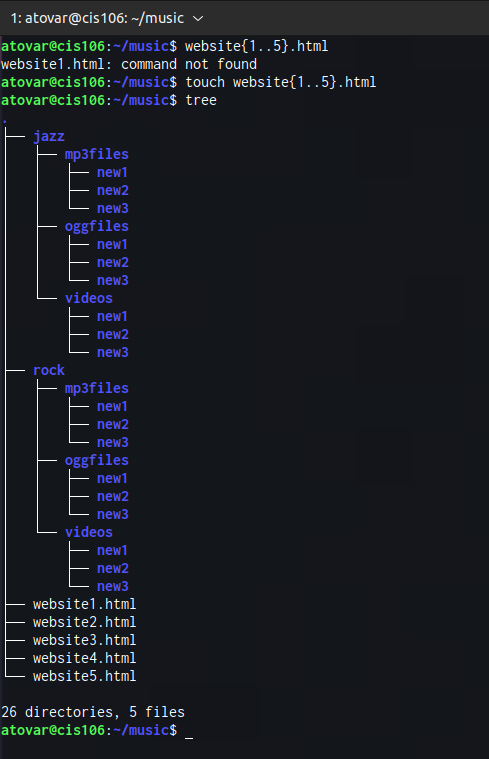 1: atovar@cis106: ~/music
atovar@cis106:~/music$ website{1..5}.html
website1.html: command not found
atovar@cis106:~/music$ touch website{1..5}.html
atovar@cis106:~/music$ tree
.
├── jazz
│   ├── mp3files
│   │   ├── new1
│   │   ├── new2
│   │   └── new3
│   ├── oggfiles
│   │   ├── new1
│   │   ├── new2
│   │   └── new3
│   └── videos
│       ├── new1
│       ├── new2
│       └── new3
├── rock
│   ├── mp3files
│   │   ├── new1
│   │   ├── new2
│   │   └── new3
│   ├── oggfiles
│   │   ├── new1
│   │   ├── new2
│   │   └── new3
│   └── videos
│       ├── new1
│       ├── new2
│       └── new3
├── website1.html
├── website2.html
├── website3.html
├── website4.html
└── website5.html
26 directories, 5 files
atovar@cis106:~/music$ _